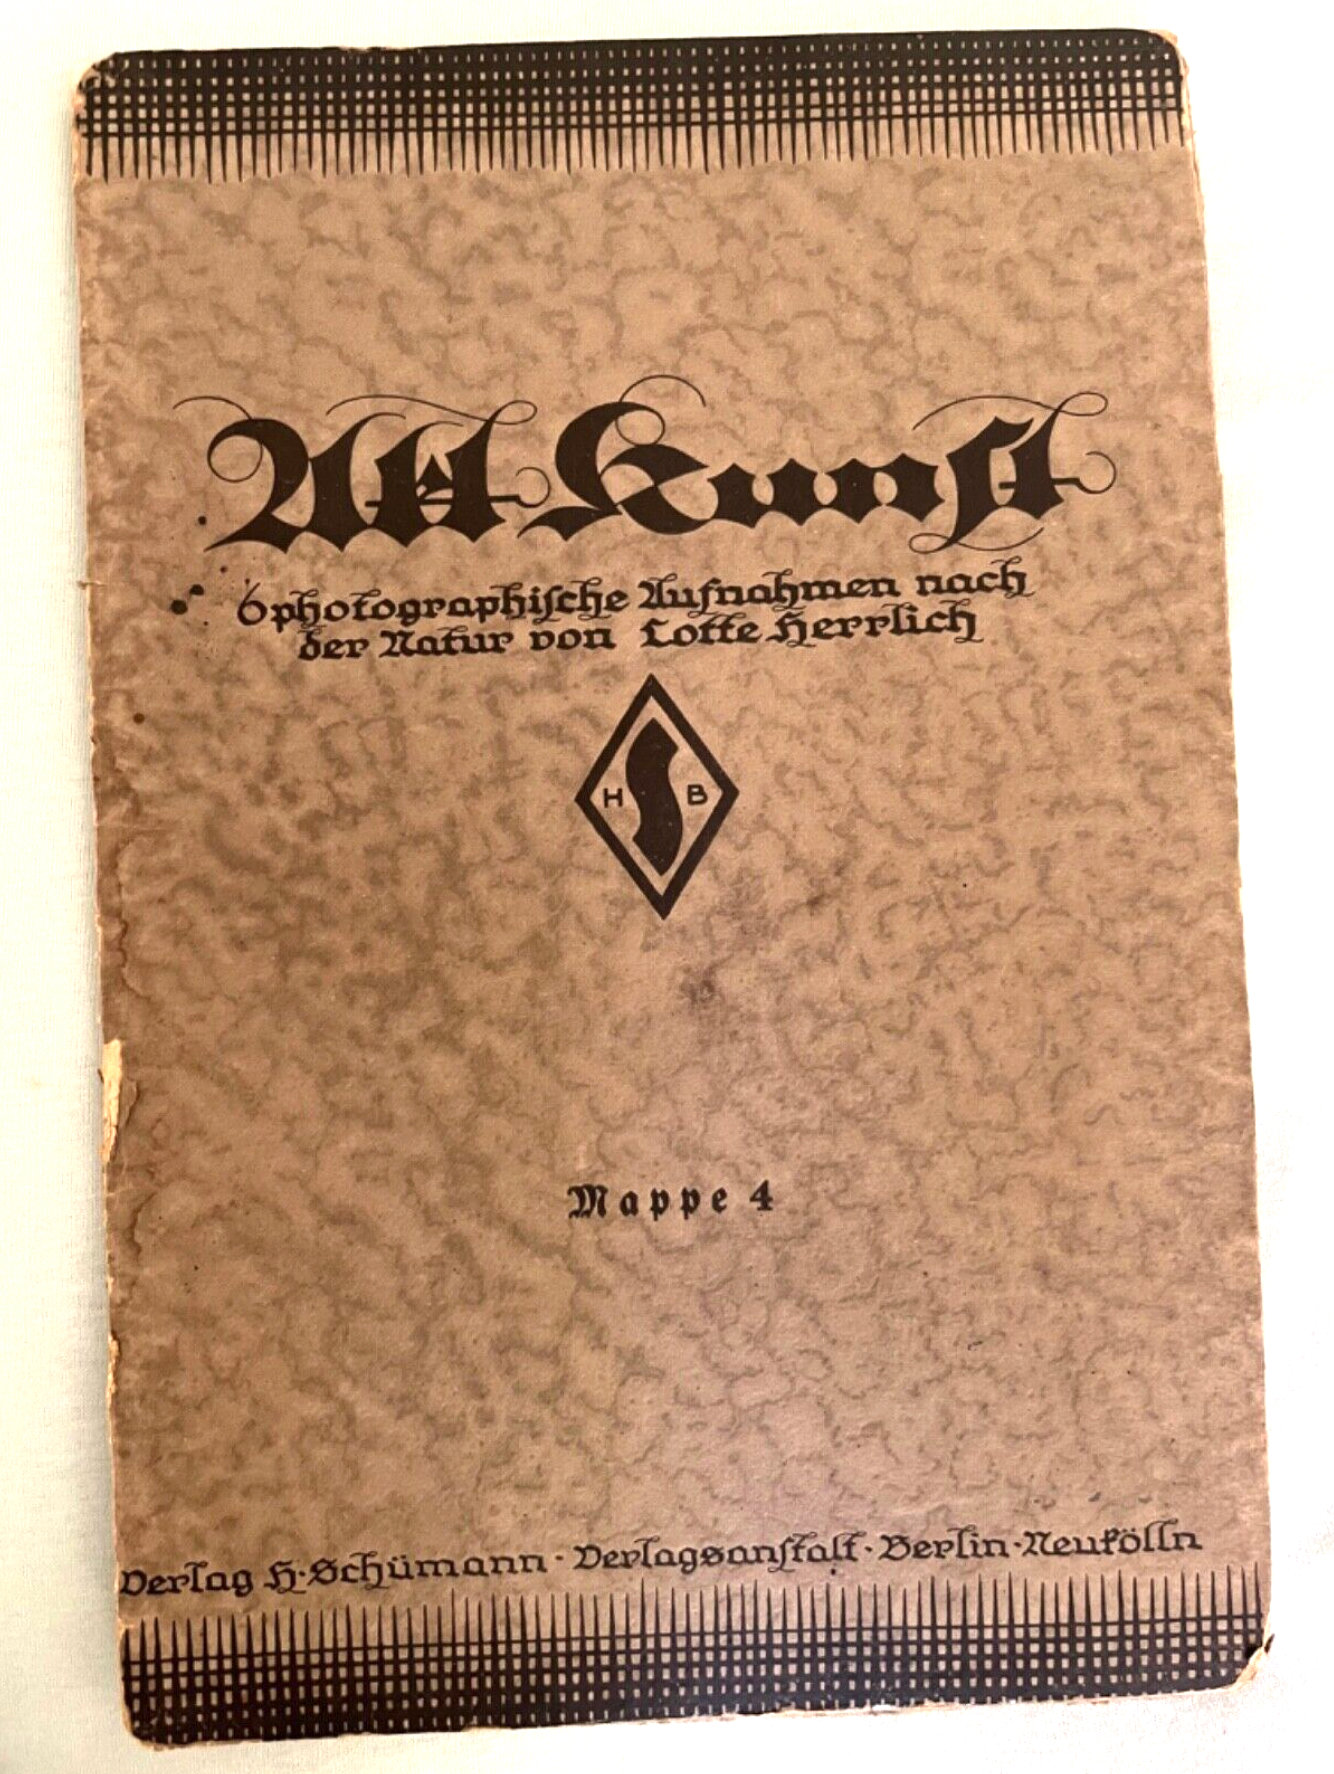 Akt Kunst
6 photographische Aufnahmen nach
der Natur von Lotte Herrlich
H S B
Mappe 4
Verlag H·Schümann · Verlagsanstalt · Berlin·Neukölln